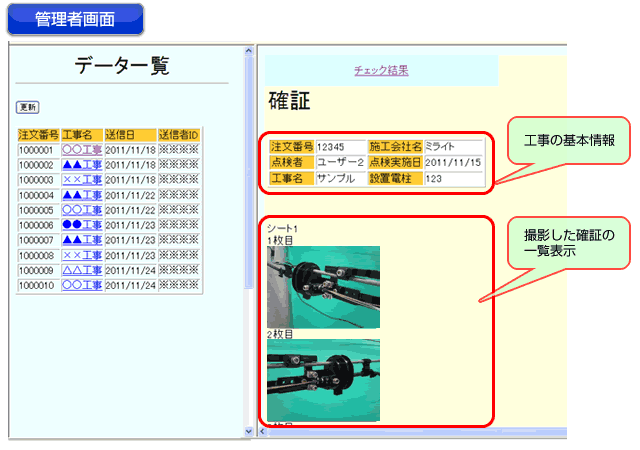 管理者画面
データ一覧
更新
注文番号 工事名 送信日 送信者ID
1000001 〇〇工事 2011/11/18 ※※※※
1000002 ▲▲工事 2011/11/18 ※※※※
1000003 ××工事 2011/11/18 ※※※※
1000004 ▲▲工事 2011/11/22 ※※※※
1000005 〇〇工事 2011/11/22 ※※※※
1000006 ●●工事 2011/11/23 ※※※※
1000007 ▲▲工事 2011/11/23 ※※※※
1000008 ××工事 2011/11/23 ※※※※
1000009 △△工事 2011/11/24 ※※※※
1000010 〇〇工事 2011/11/24 ※※※※
チェック結果
確証
注文番号 12345 施工会社名 ミライト
点検者 ユーザー2 点検実施日 2011/11/15
工事名 サンプル 設置電柱 123
シート1
1枚目
2枚目
工事の基本情報
撮影した確証の
一覧表示